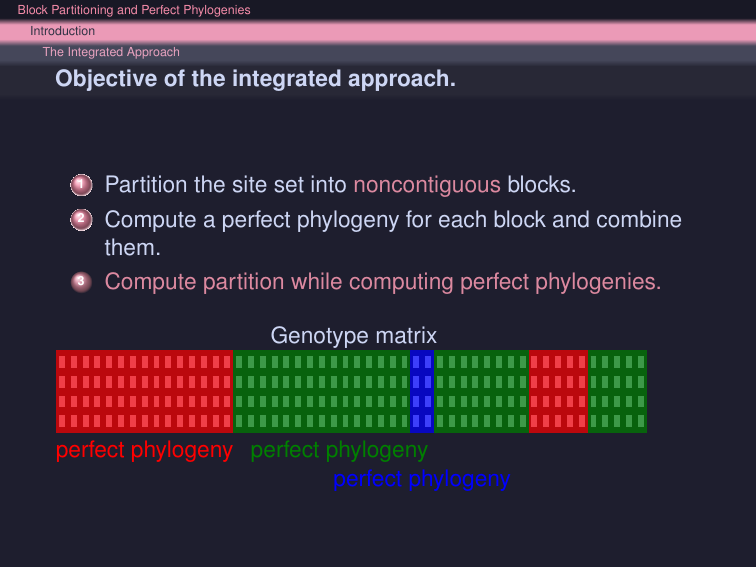 Block Partitioning and Perfect Phylogenies
Introduction
The Integrated Approach
Objective of the integrated approach.
1 Partition the site set into noncontiguous blocks.
2 Compute a perfect phylogeny for each block and combine
them.
3 Compute partition while computing perfect phylogenies.
Genotype matrix
perfect phylogeny perfect phylogeny
perfect phylogeny